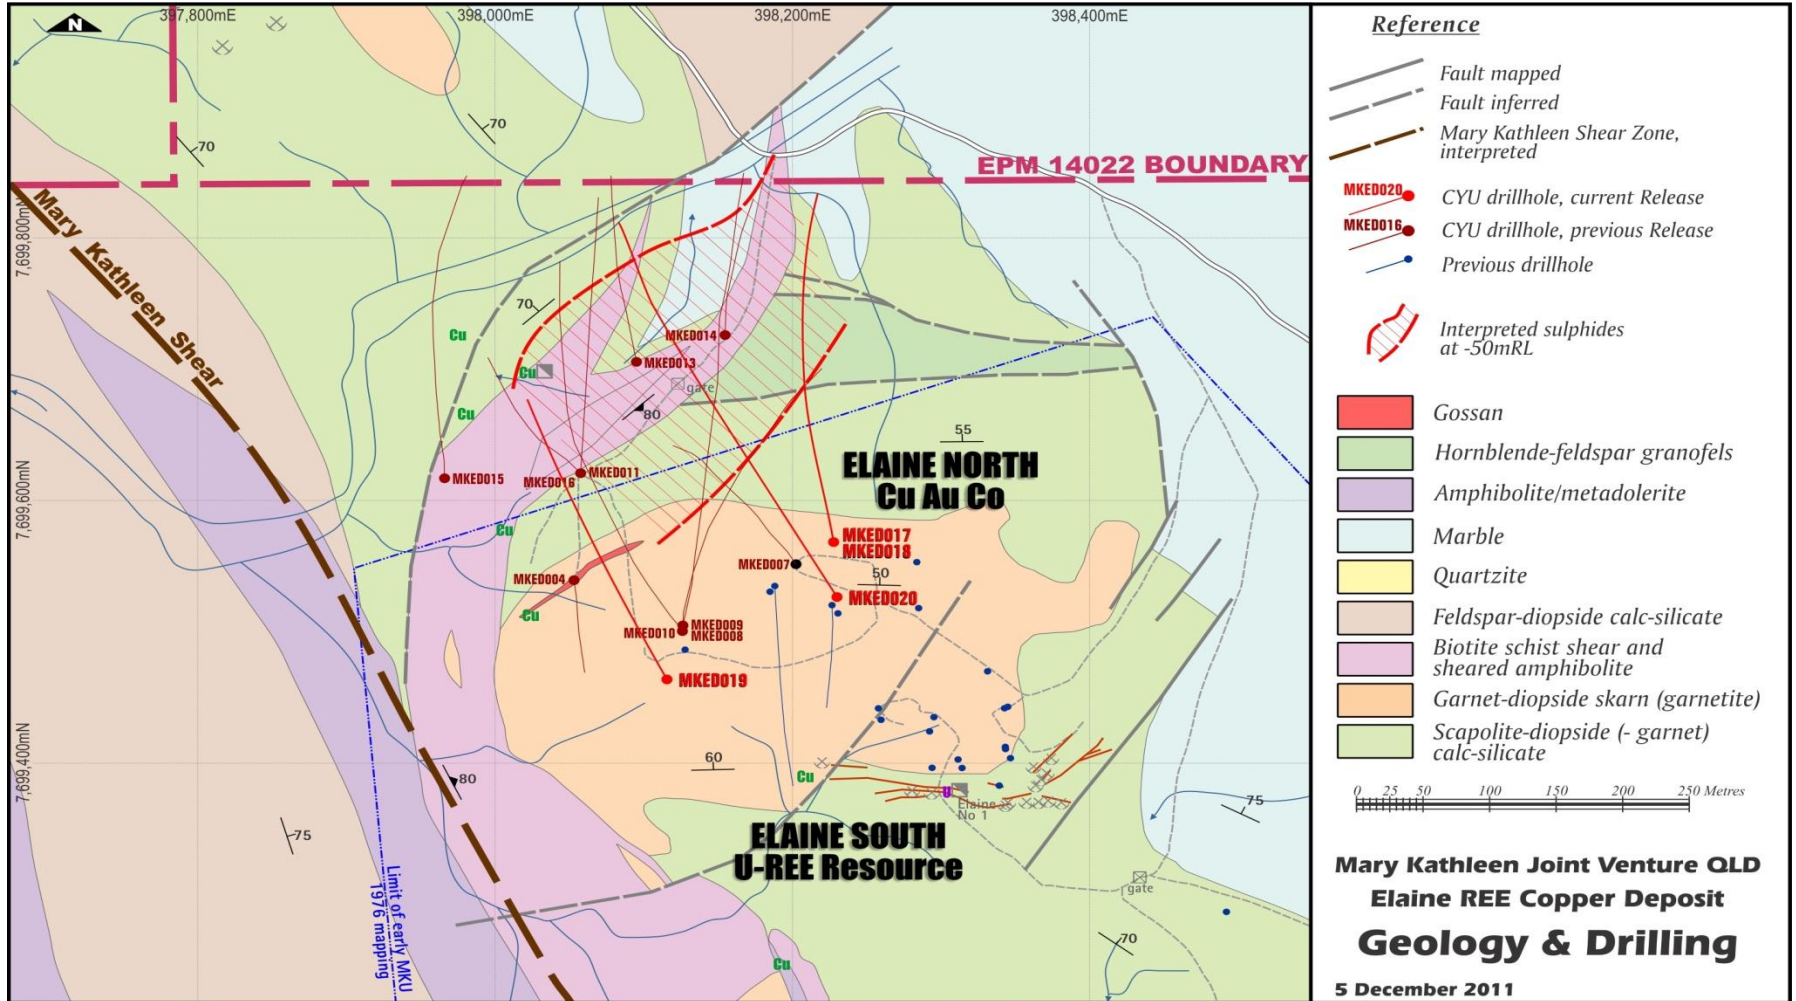 397,800mE
398,000mE
398,200mE
398,400mE
N
70
70
EPM 14022 BOUNDARY
7,699,800mN
Mary Kathleen Shear
70
Cu
MKED014
Cu
MKED013
gate
Cu
80
55
ELAINE NORTH
Cu Au Co
MKED015
MKED011
MKED016
7,699,600mN
Cu
MKED017
MKED018
MKED007
MKED004
50
MKED020
Cu
MKED009
MKED010
MKED008
MKED019
7,699,400mN
80
60
Cu
U
Elaine
No 1
75
75
ELAINE SOUTH
U-REE Resource
Limit of early MKU
1976 mapping
gate
70
Cu
Reference
Fault mapped
Fault inferred
Mary Kathleen Shear Zone,
interpreted
MKED020
CYU drillhole, current Release
MKED016
CYU drillhole, previous Release
Previous drillhole
Interpreted sulphides
at -50mRL
Gossan
Hornblende-feldspar granofels
Amphibolite/metadolerite
Marble
Quartzite
Feldspar-diopside calc-silicate
Biotite schist shear and
sheared amphibolite
Garnet-diopside skarn (garnetite)
Scapolite-diopside (- garnet)
calc-silicate
0 25 50 100 150 200 250 Metres
Mary Kathleen Joint Venture QLD
Elaine REE Copper Deposit
Geology & Drilling
5 December 2011